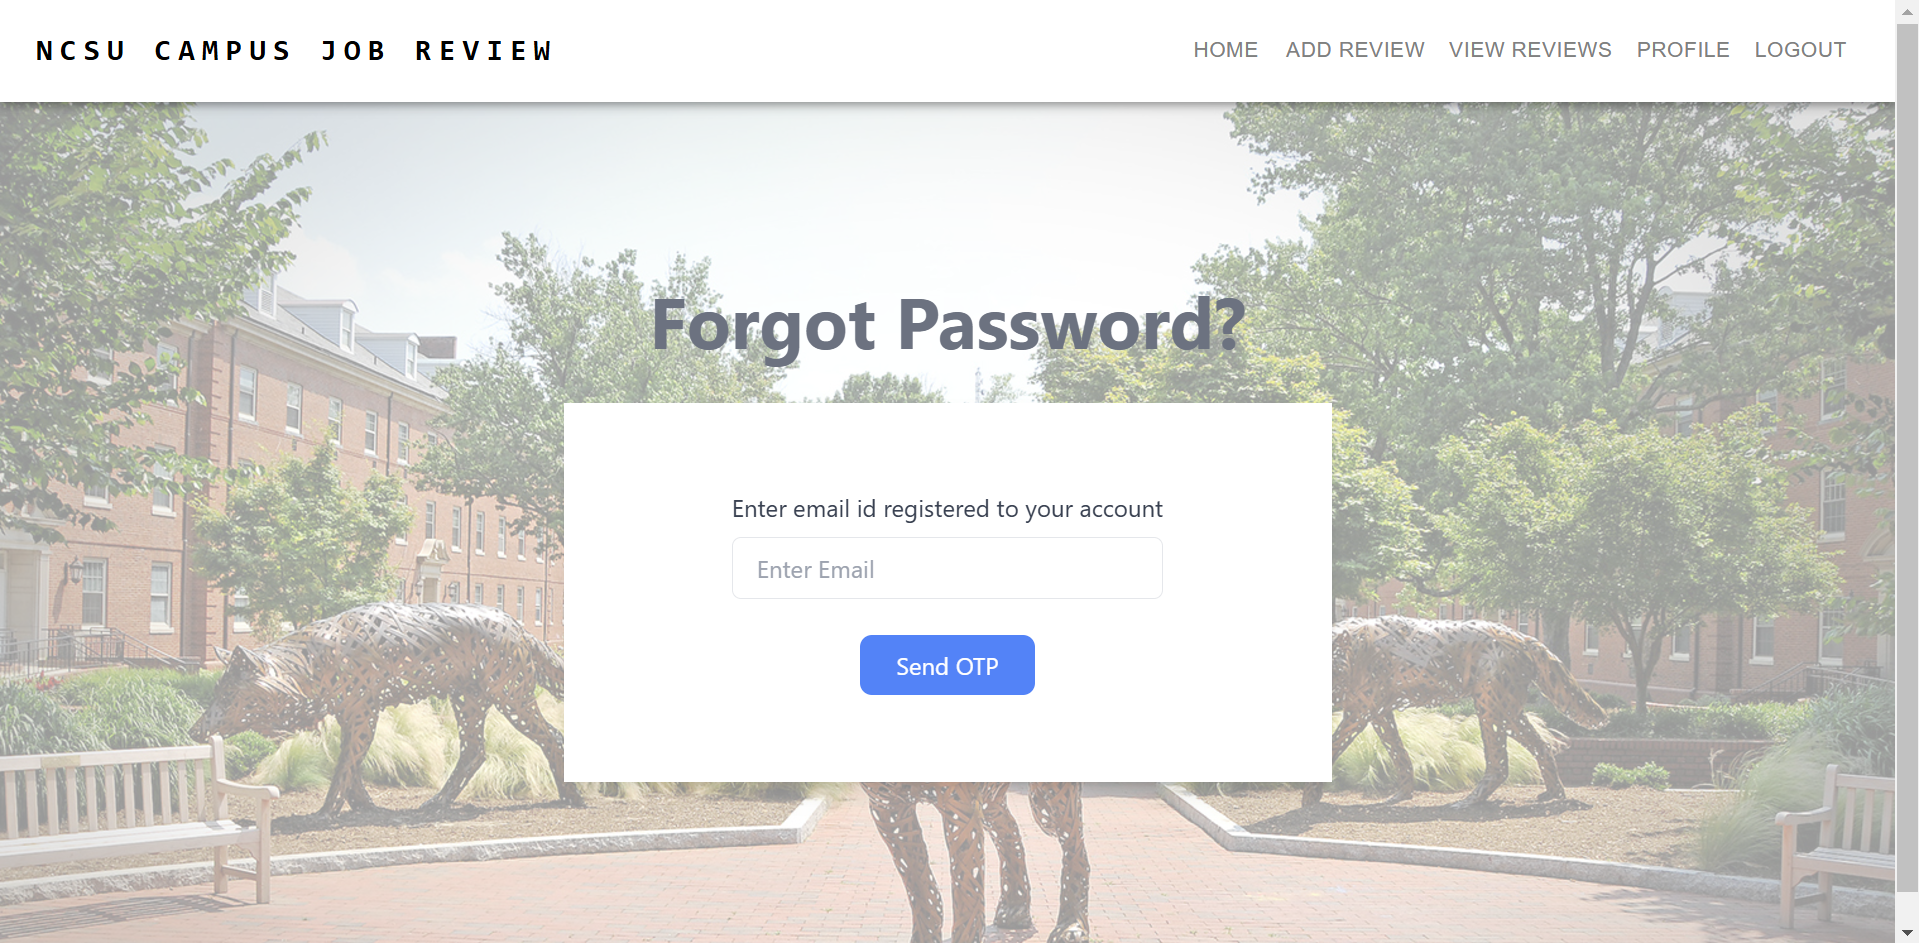 NCSU CAMPUS JOB REVIEW
HOME ADD REVIEW VIEW REVIEWS PROFILE LOGOUT
Forgot Password?
Enter email id registered to your account
Enter Email
Send OTP